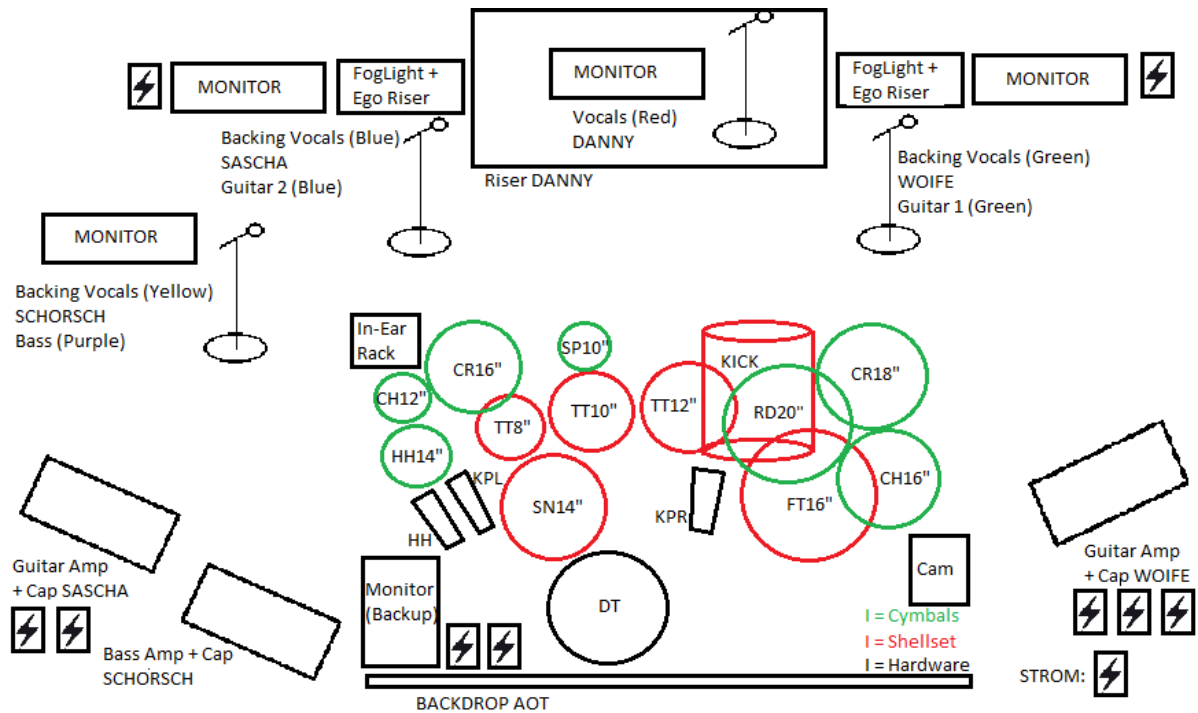 MONITOR
FogLight +
Ego Riser
MONITOR
Vocals (Red)
DANNY
Riser DANNY
FogLight +
Ego Riser
MONITOR
Backing Vocals (Blue)
SASCHA
Guitar 2 (Blue)
Backing Vocals (Green)
WOIFE
Guitar 1 (Green)
MONITOR
Backing Vocals (Yellow)
SCHORSCH
Bass (Purple)
In-Ear
Rack
CR16"
SP10"
KICK
CR18"
CH12"
TT8"
TT10"
TT12"
RD20"
HH14"
KPL
SN14"
KPR
FT16"
CH16"
HH
Guitar Amp
+ Cap SASCHA
Bass Amp + Cap
SCHORSCH
Monitor
(Backup)
DT
Cam
Guitar Amp
+ Cap WOIFE
I = Cymbals
I = Shellset
I = Hardware
STROM:
BACKDROP AOT